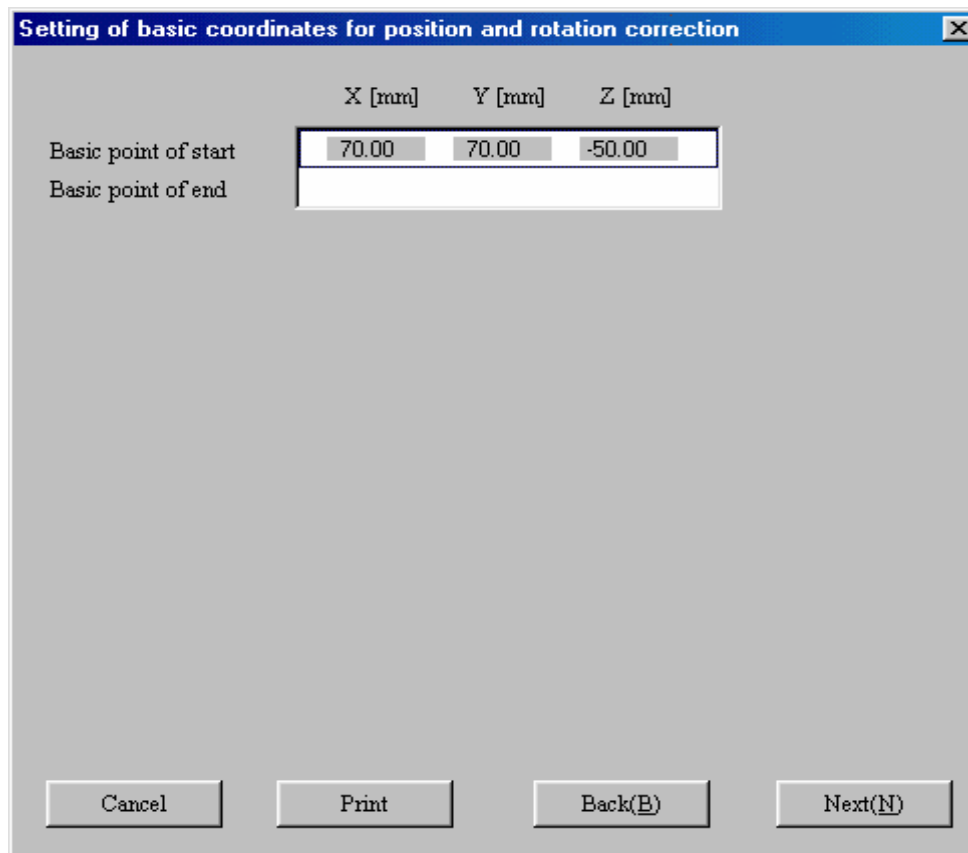 Setting of basic coordinates for position and rotation correction
X [mm] Y [mm] Z [mm]
Basic point of start 70.00 70.00 -50.00
Basic point of end
Cancel Print Back(B) Next(N)